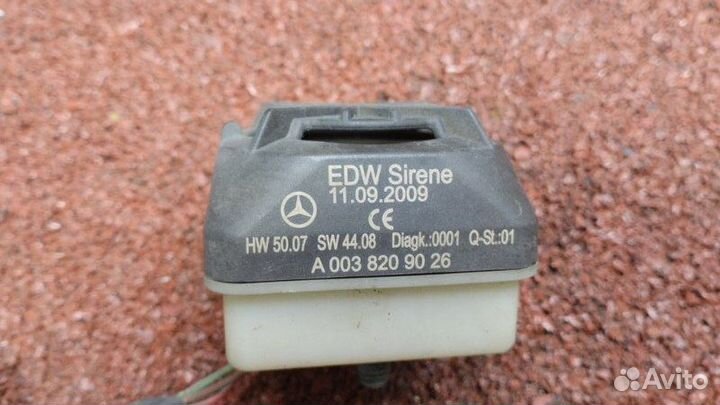 EDW Sirene
11.09.2009
CE
HW 50.07 SW 44.08 Diagk.:0001 Q-St.:01
A 003 820 90 26
Avito